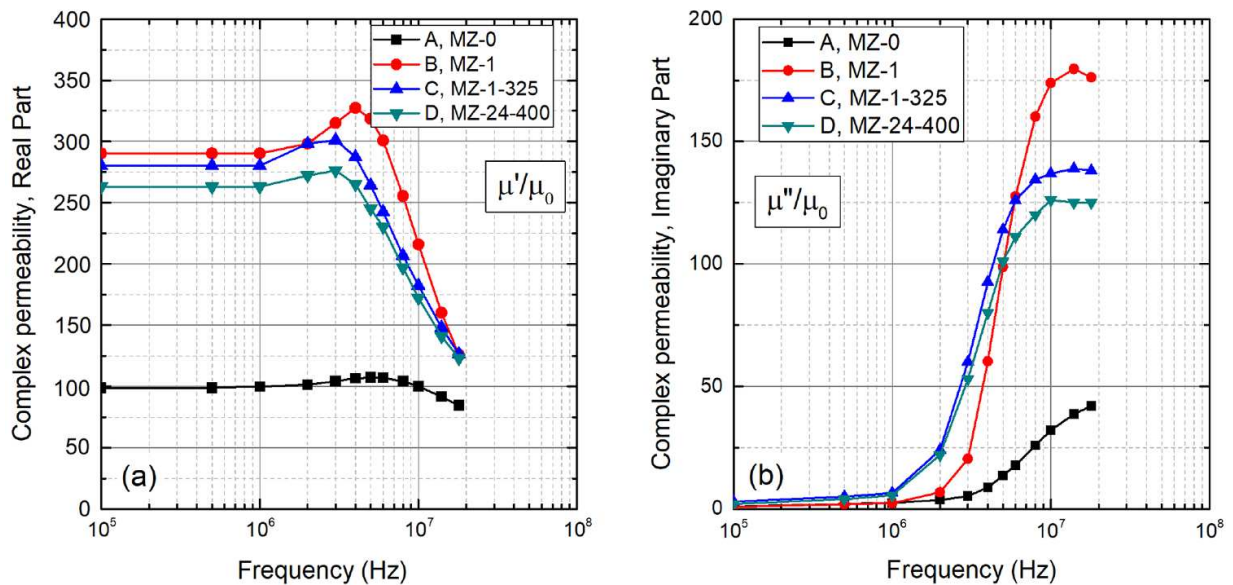 400
350
300
250
200
150
100
50
0
Complex permeability, Real Part
A, MZ-0
B, MZ-1
C, MZ-1-325
D, MZ-24-400
μ'/μ0
(a)
10^5
10^6
10^7
10^8
Frequency (Hz)
200
150
100
50
0
Complex permeability, Imaginary Part
A, MZ-0
B, MZ-1
C, MZ-1-325
D, MZ-24-400
μ"/μ0
(b)
10^5
10^6
10^7
10^8
Frequency (Hz)